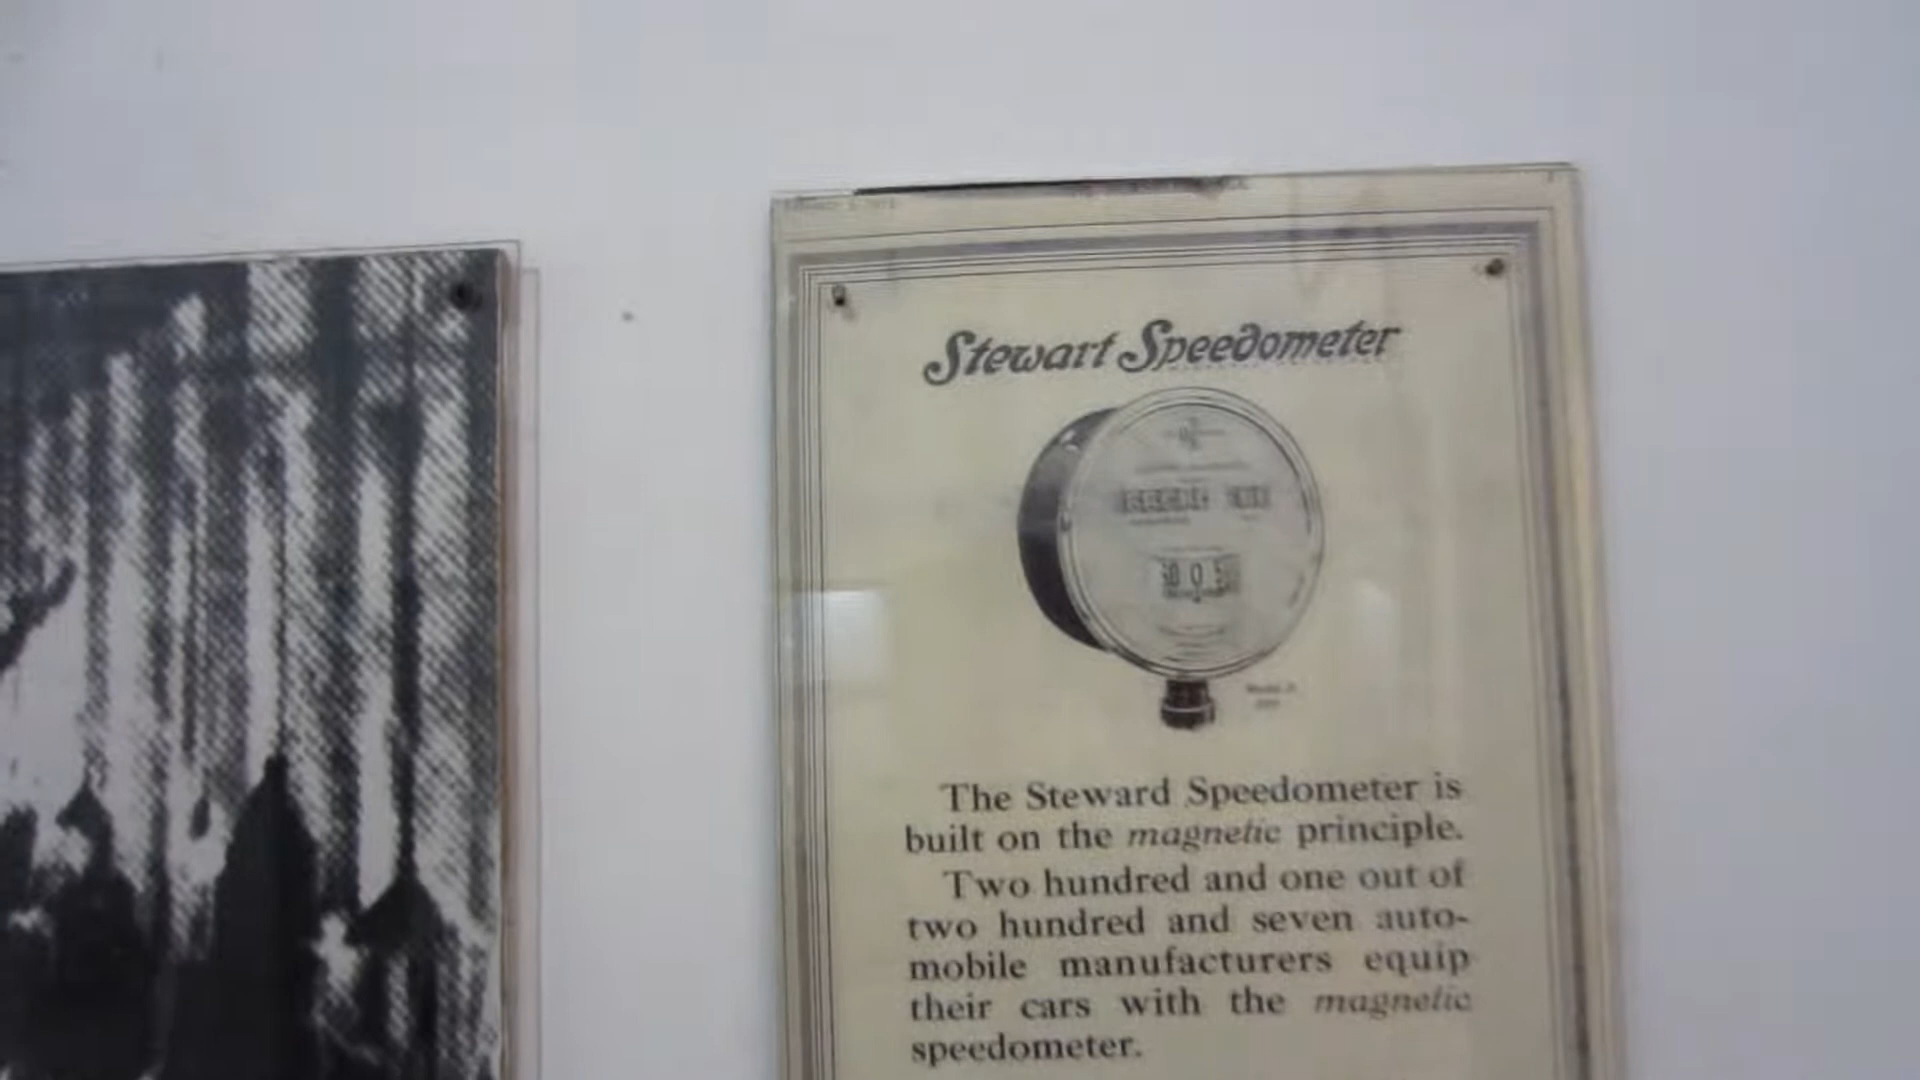 Stewart Speedometer
The Steward Speedometer is
built on the magnetic principle.
Two hundred and one out of
two hundred and seven auto-
mobile manufacturers equip
their cars with the magnetic
speedometer.